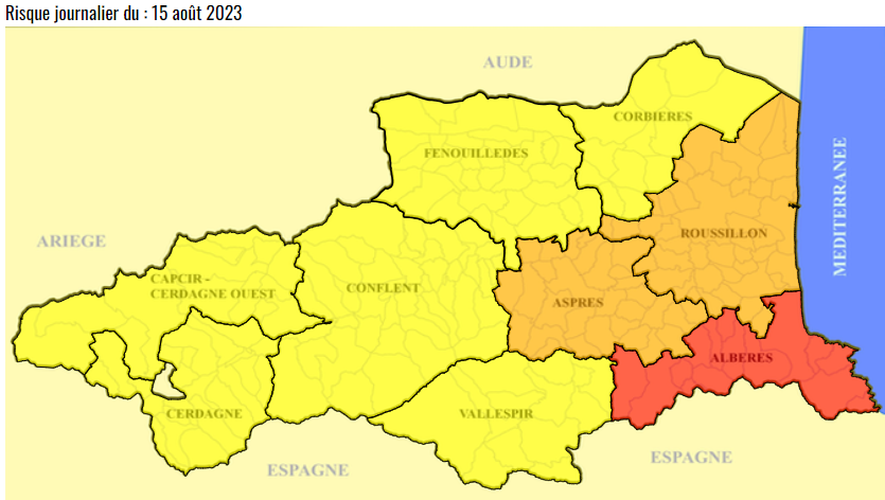 Risque journalier du : 15 août 2023
AUDE
CORBIERES
FENOUILLEDES
MEDITERRANEE
ROUSSILLON
ARIEGE
CAPCIR -
CERDAGNE OUEST
CONFLENT
ASPRES
ALBERES
CERDAGNE
VALLESPIR
ESPAGNE
ESPAGNE